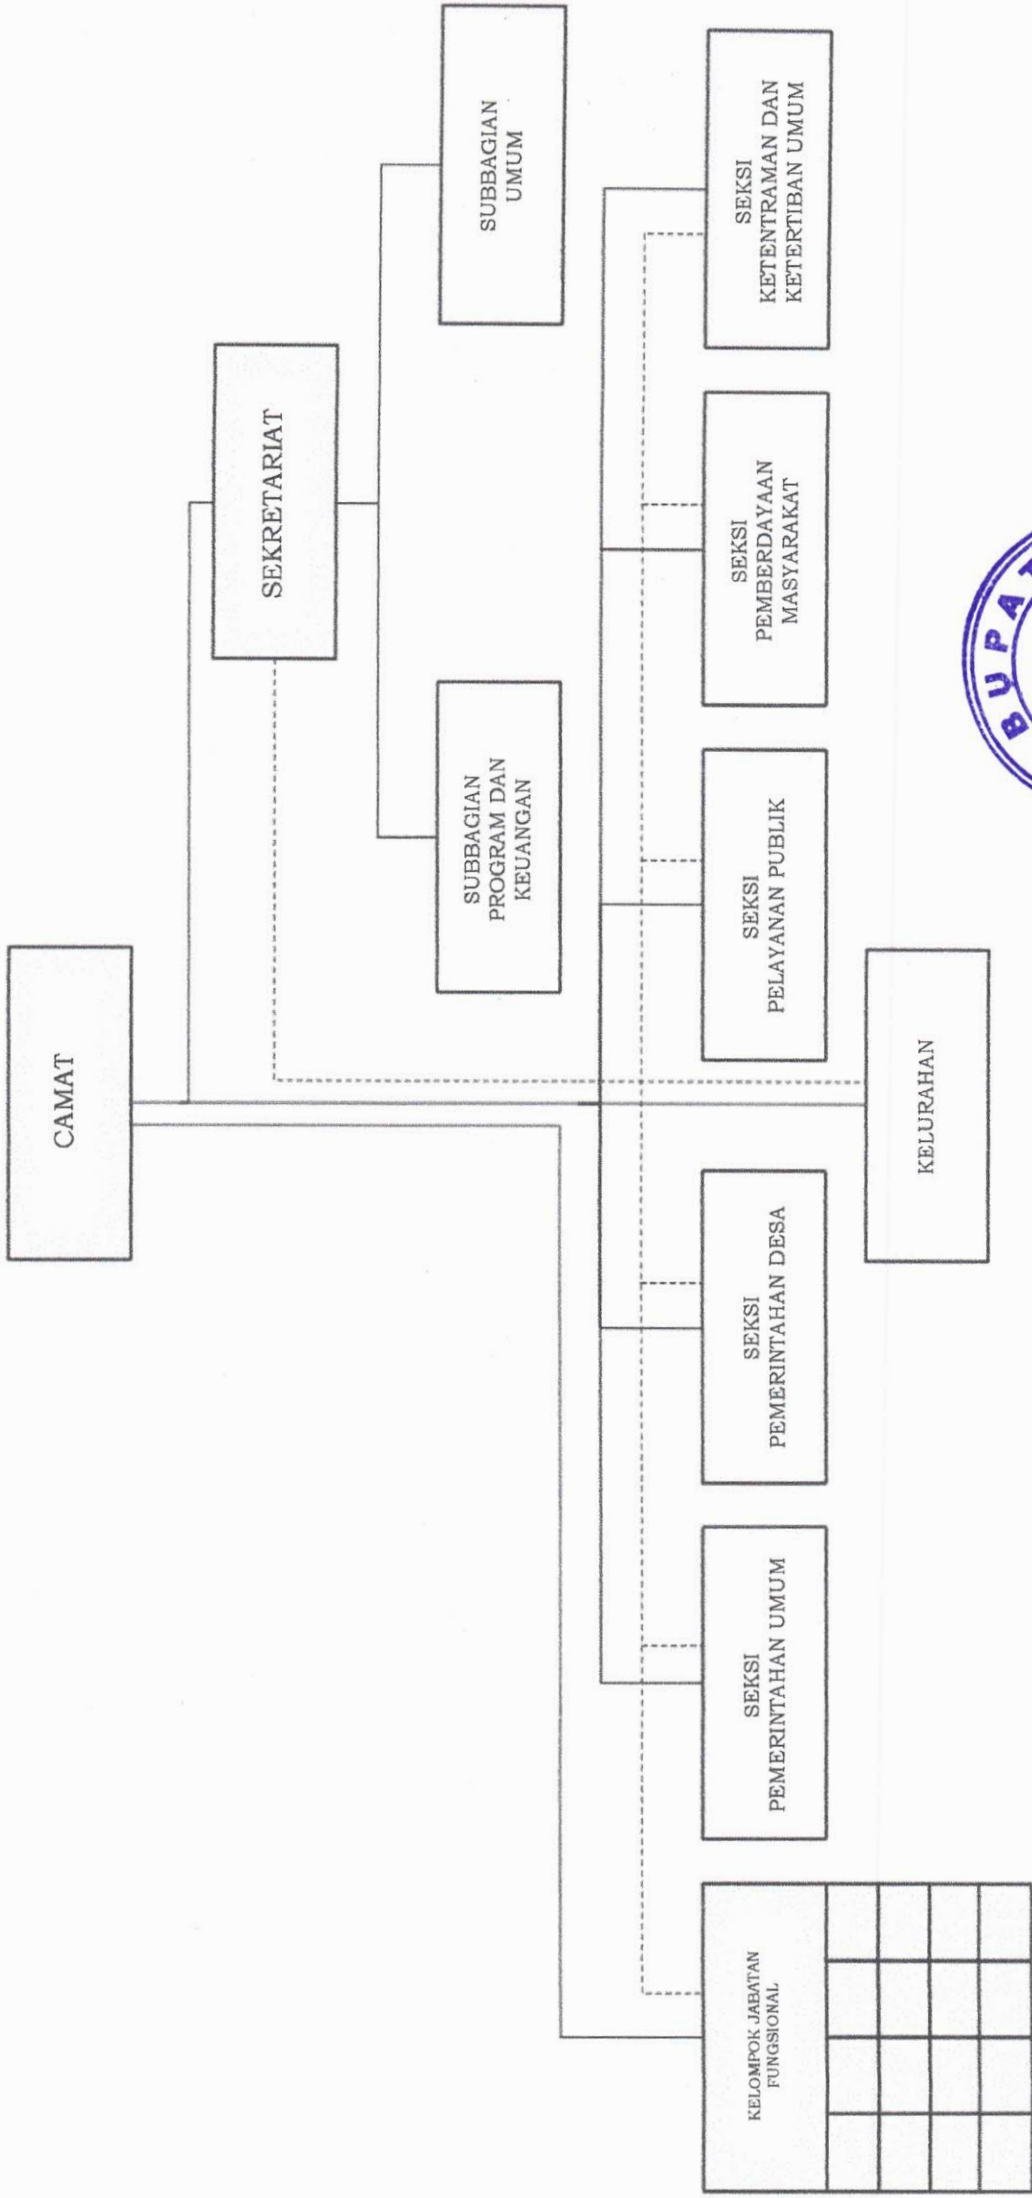 CAMAT
SEKRETARIAT
SUBBAGIAN
PROGRAM DAN
KEUANGAN
SUBBAGIAN
UMUM
KELOMPOK JABATAN
FUNGSIONAL
SEKSI
PEMERINTAHAN UMUM
SEKSI
PEMERINTAHAN DESA
SEKSI
PELAYANAN PUBLIK
SEKSI
PEMBERDAYAAN
MASYARAKAT
SEKSI
KETENTRAMAN DAN
KETERTIBAN UMUM
KELURAHAN
BUPAT